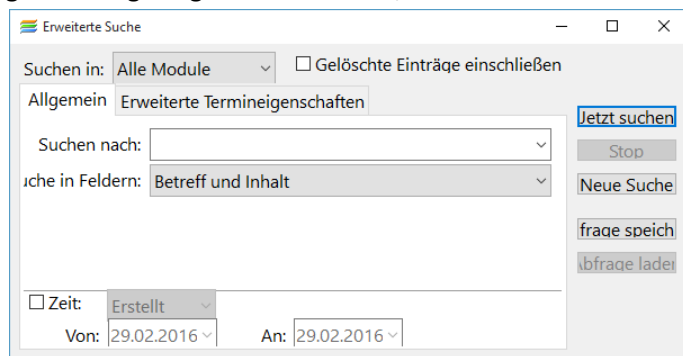 Erweiterte Suche
Suchen in: Alle Module Gelöschte Einträge einschließen
Allgemein Erweiterte Termineigenschaften
Jetzt suchen
Suchen nach:
Stop
uche in Feldern: Betreff und Inhalt
Neue Suche
frage speich
bfrage lader
Zeit: Erstellt
Von: 29.02.2016 An: 29.02.2016